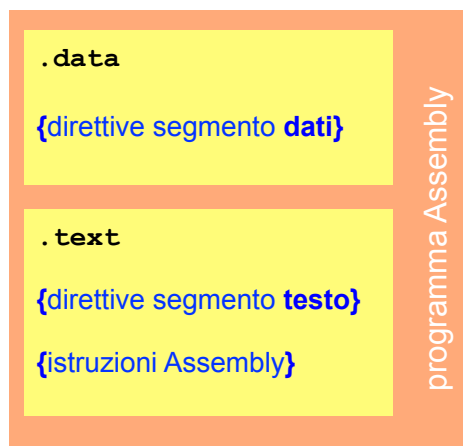 .data
{direttive segmento dati}
.text
{direttive segmento testo}
{istruzioni Assembly}
programma Assembly